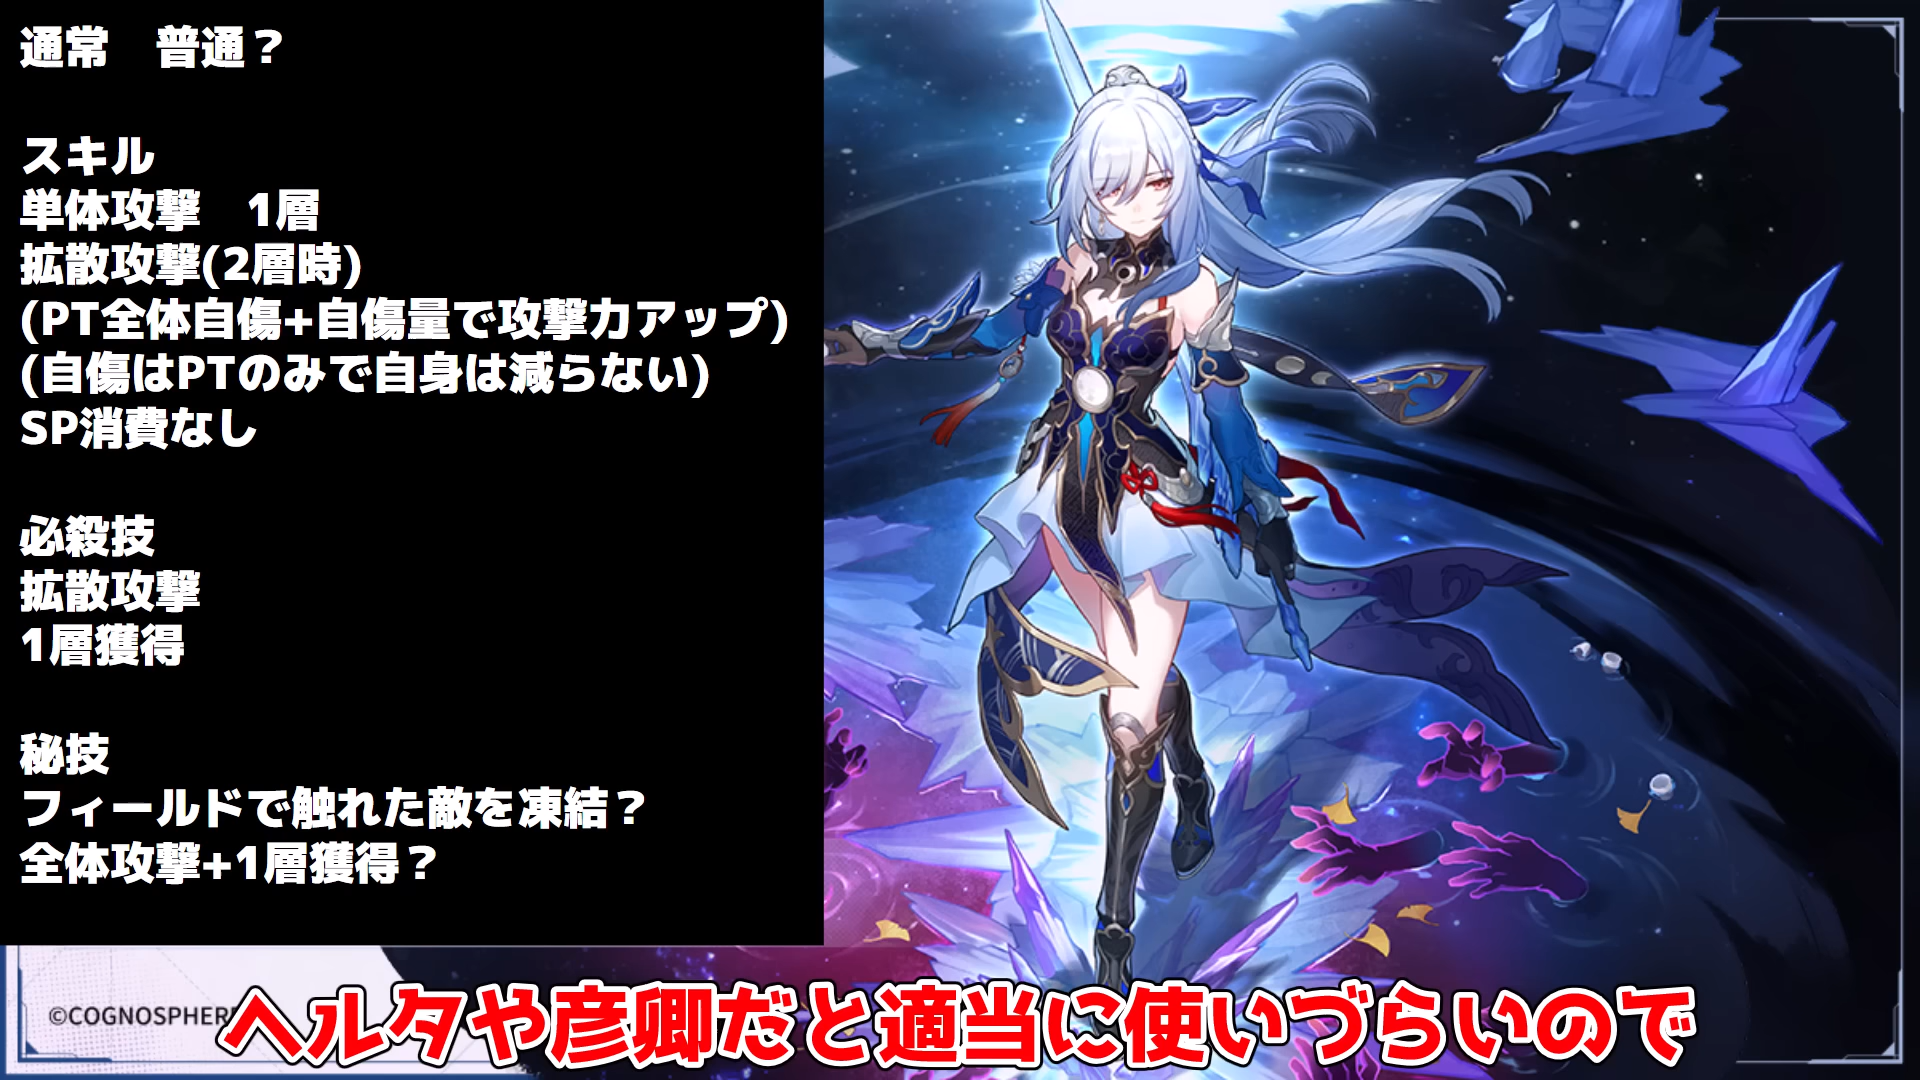 通常　普通？
スキル
単体攻撃　1層
拡散攻撃(2層時)
(PT全体自傷+自傷量で攻撃力アップ)
(自傷はPTのみで自身は減らない)
SP消費なし
必殺技
拡散攻撃
1層獲得
秘技
フィールドで触れた敵を凍結？
全体攻撃+1層獲得？
©COGNOSPHERE
ヘルタや彦卿だと適当に使いづらいので